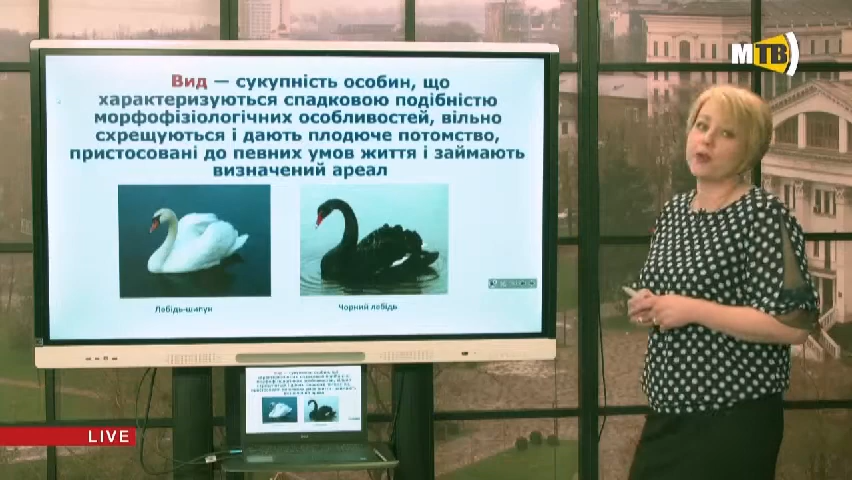 МТВ
Вид — сукупність особин, що
характеризуються спадковою подібністю
морфофізіологічних особливостей, вільно
схрещуються і дають плодюче потомство,
пристосовані до певних умов життя і займають
визначений ареал
Лебідь-шипун
Чорний лебідь
LIVE